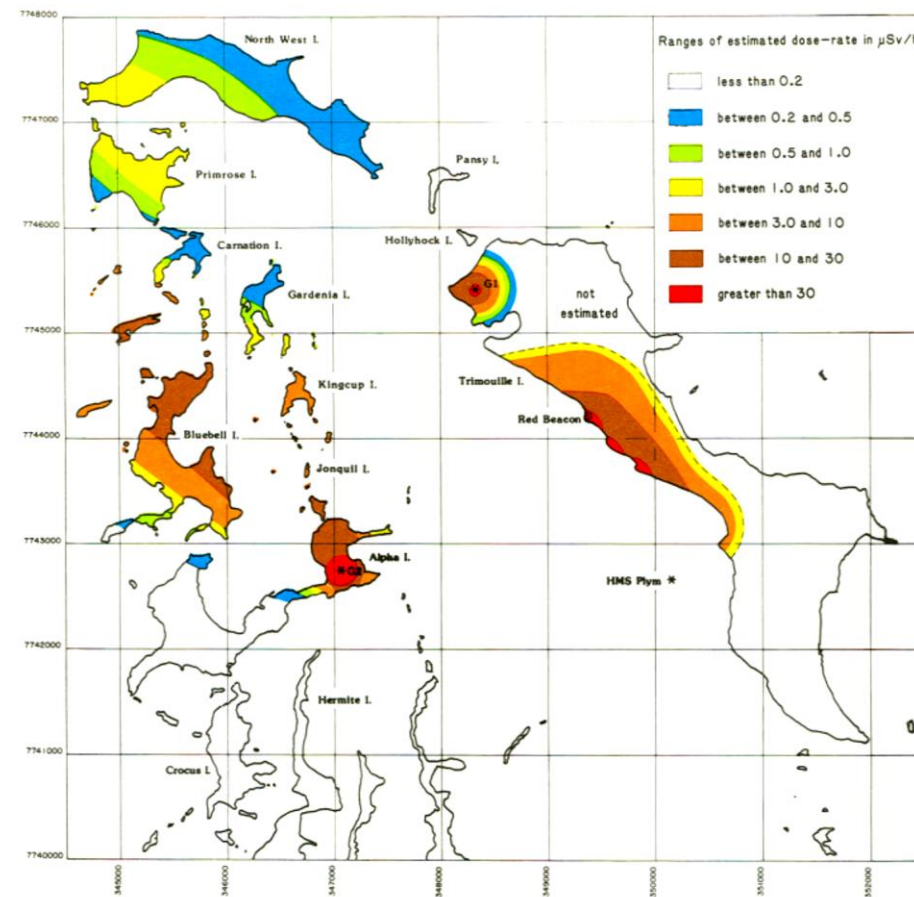 7748000
North West I.
Ranges of estimated dose-rate in µSv/
less than 0.2
between 0.2 and 0.5
between 0.5 and 1.0
between 1.0 and 3.0
between 3.0 and 10
between 10 and 30
greater than 30
7747000
Primrose I.
Pansy I.
7746000
Carnation I.
Hollyhock I.
Gardenia I.
G1
not
estimated
7745000
Trimouille I.
Kingcup I.
Red Beacon
7744000
Bluebell I.
Jonquil I.
7743000
Alpha I.
G2
HMS Plym *
7742000
Hermite I.
7741000
Crocus I.
7740000
345000
346000
347000
348000
349000
350000
351000
352000